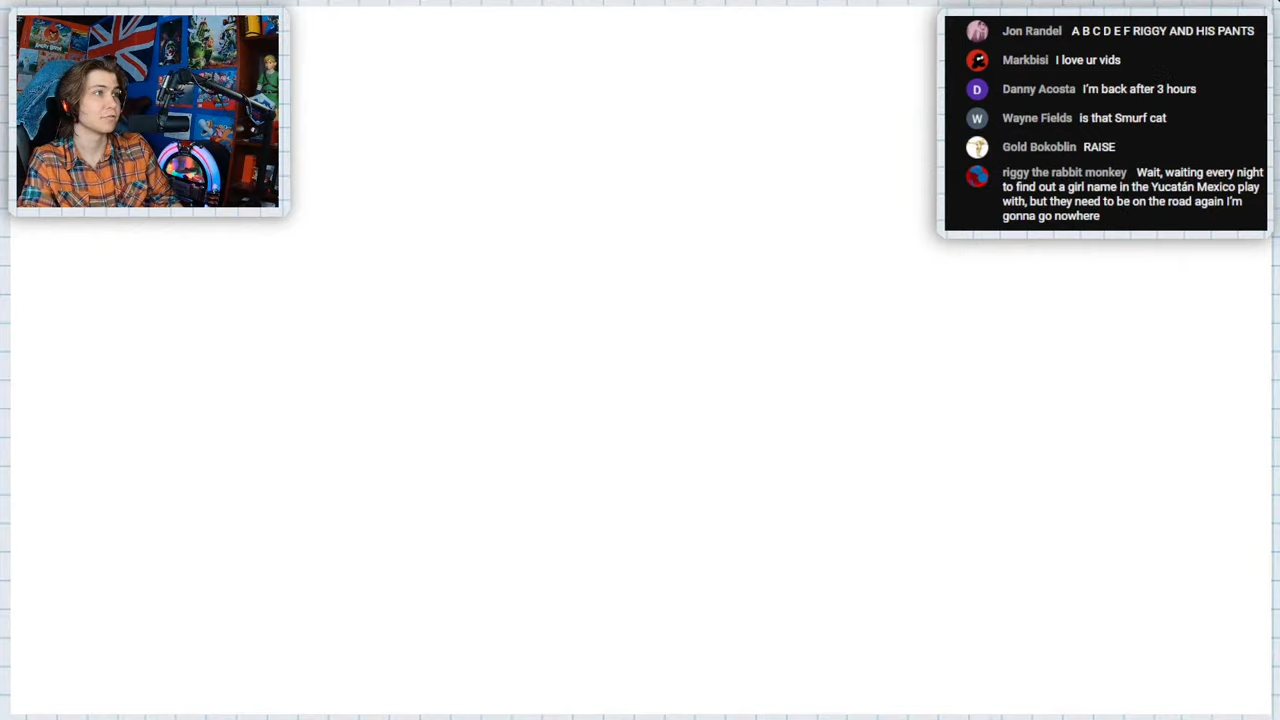 ANGRY BIRDS
Jon Randel A B C D E F RIGGY AND HIS PANTS
Markbisi I love ur vids
D Danny Acosta I'm back after 3 hours
W Wayne Fields is that Smurf cat
Gold Bokoblin RAISE
riggy the rabbit monkey Wait, waiting every night
to find out a girl name in the Yucatán Mexico play
with, but they need to be on the road again I'm
gonna go nowhere